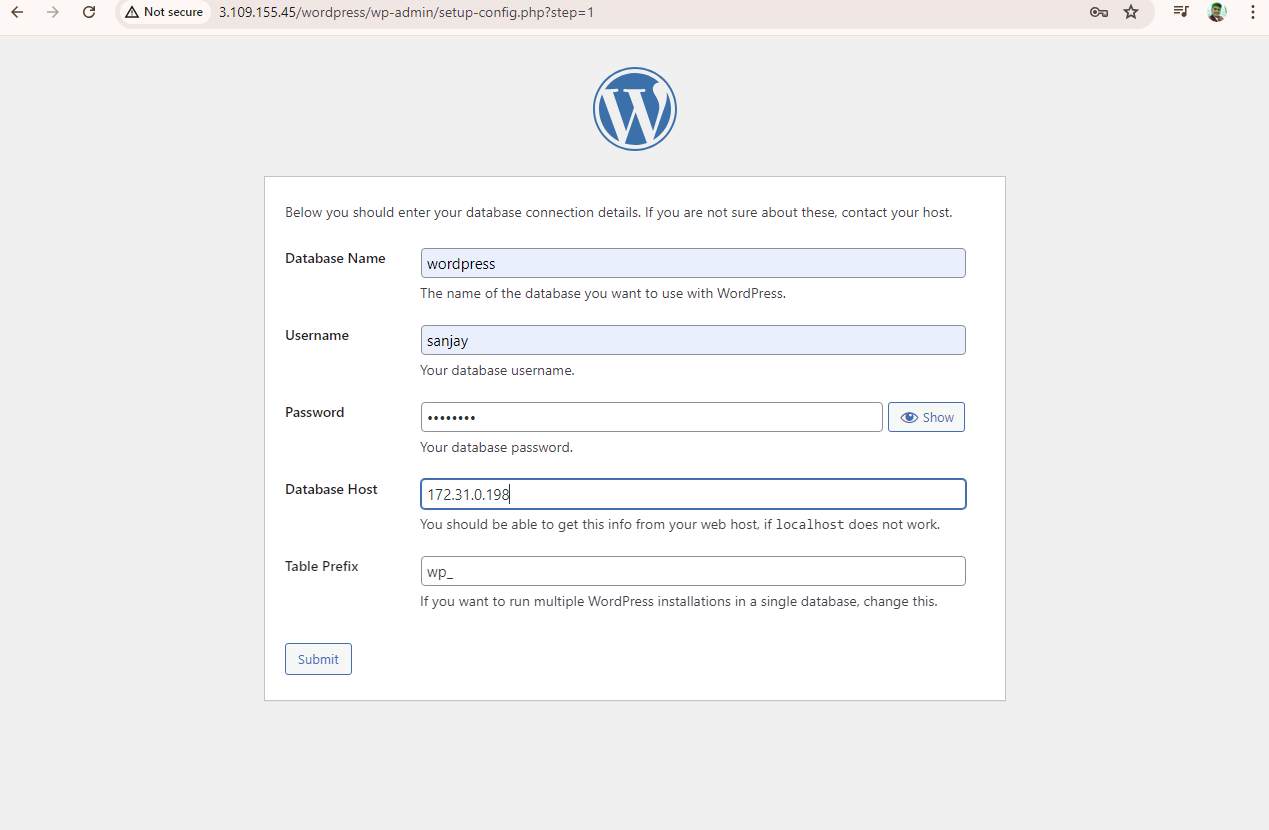 Not secure 3.109.155.45/wordpress/wp-admin/setup-config.php?step=1
Below you should enter your database connection details. If you are not sure about these, contact your host.
Database Name
wordpress
The name of the database you want to use with WordPress.
Username
sanjay
Your database username.
Password
•••••••• Show
Your database password.
Database Host
172.31.0.198
You should be able to get this info from your web host, if localhost does not work.
Table Prefix
wp_
If you want to run multiple WordPress installations in a single database, change this.
Submit